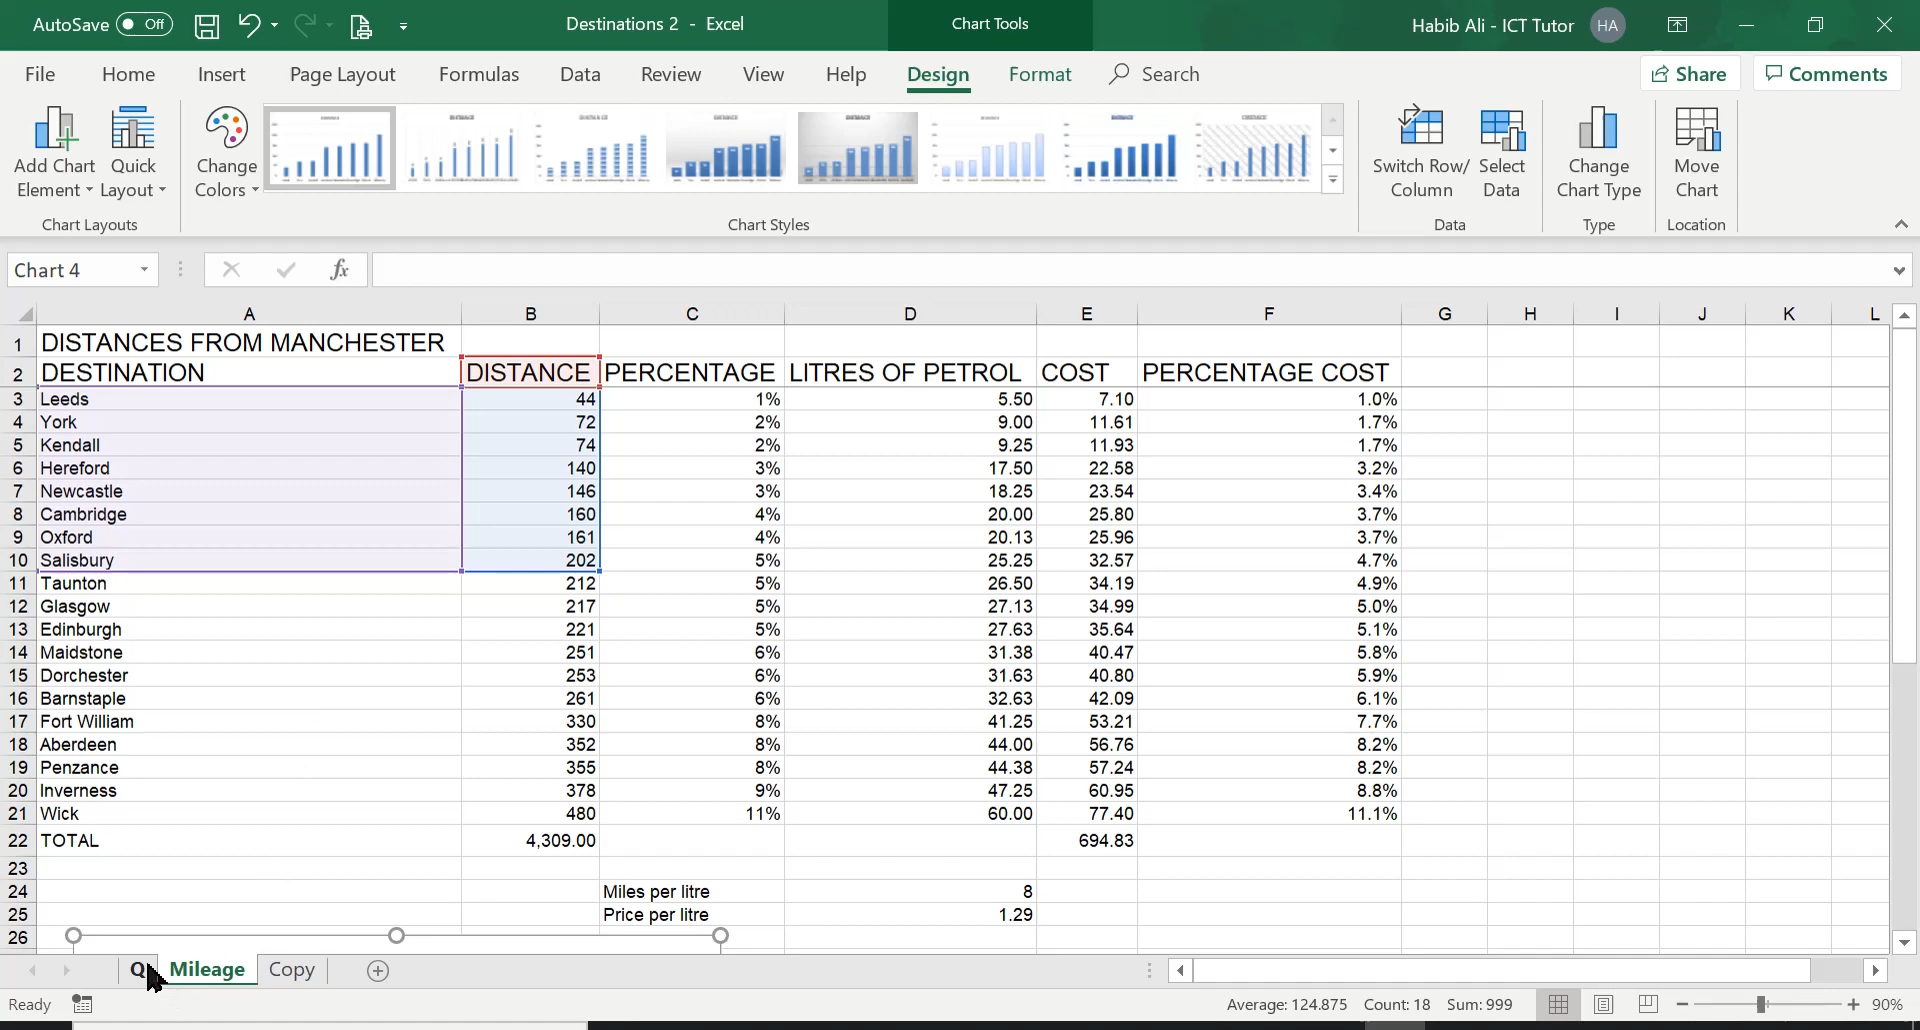 AutoSave Off
Destinations 2 - Excel
Chart Tools
Habib Ali - ICT Tutor HA
File Home Insert Page Layout Formulas Data Review View Help Design Format Search Share Comments
Add Chart Element
Quick Layout
Change Colors
Switch Row/ Column
Select Data
Change Chart Type
Move Chart
Chart Layouts Chart Styles Data Type Location
Chart 4 fx
A B C D E F G H I J K L
1 DISTANCES FROM MANCHESTER
2 DESTINATION DISTANCE PERCENTAGE LITRES OF PETROL COST PERCENTAGE COST
3 Leeds 44 1% 5.50 7.10 1.0%
4 York 72 2% 9.00 11.61 1.7%
5 Kendall 74 2% 9.25 11.93 1.7%
6 Hereford 140 3% 17.50 22.58 3.2%
7 Newcastle 146 3% 18.25 23.54 3.4%
8 Cambridge 160 4% 20.00 25.80 3.7%
9 Oxford 161 4% 20.13 25.96 3.7%
10 Salisbury 202 5% 25.25 32.57 4.7%
11 Taunton 212 5% 26.50 34.19 4.9%
12 Glasgow 217 5% 27.13 34.99 5.0%
13 Edinburgh 221 5% 27.63 35.64 5.1%
14 Maidstone 251 6% 31.38 40.47 5.8%
15 Dorchester 253 6% 31.63 40.80 5.9%
16 Barnstaple 261 6% 32.63 42.09 6.1%
17 Fort William 330 8% 41.25 53.21 7.7%
18 Aberdeen 352 8% 44.00 56.76 8.2%
19 Penzance 355 8% 44.38 57.24 8.2%
20 Inverness 378 9% 47.25 60.95 8.8%
21 Wick 480 11% 60.00 77.40 11.1%
22 TOTAL 4,309.00 694.83
23
24 Miles per litre 8
25 Price per litre 1.29
26
Q Mileage Copy
Ready Average: 124.875 Count: 18 Sum: 999 90%